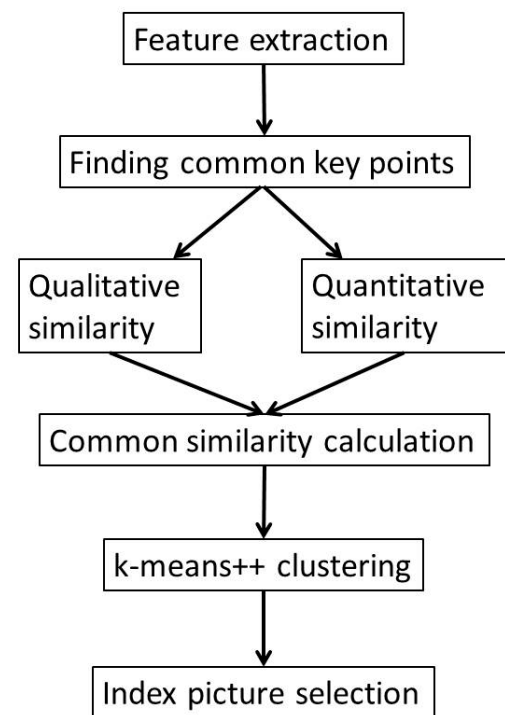 Feature extraction
Finding common key points
Qualitative
similarity
Quantitative
similarity
Common similarity calculation
k-means++ clustering
Index picture selection